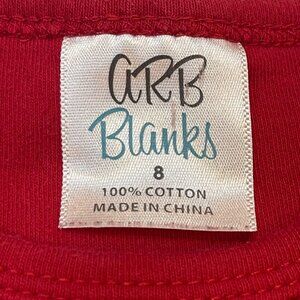 ARB
Blanks
8
100% COTTON
MADE IN CHINA